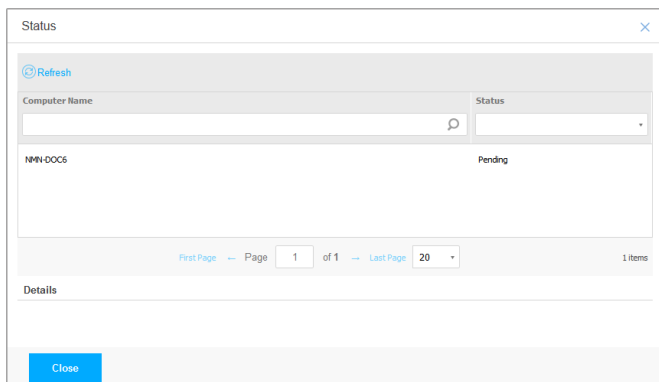 Status
Refresh
Computer Name Status
NMN-DOC6 Pending
First Page ← Page 1 of 1 → Last Page 20 1 items
Details
Close